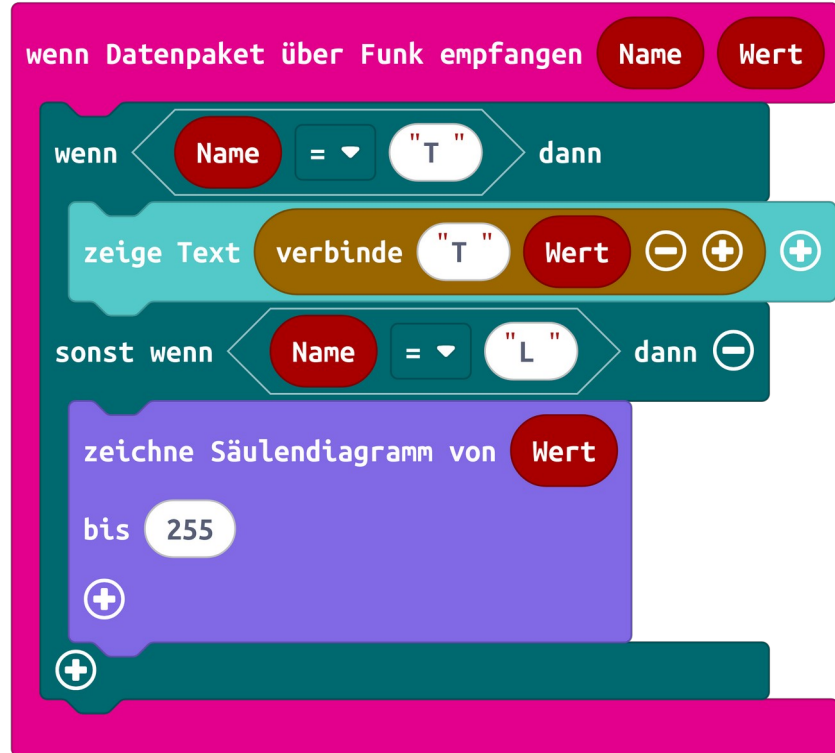 wenn Datenpaket über Funk empfangen Name Wert
wenn Name = "T" dann
zeige Text verbinde "T" Wert
sonst wenn Name = "L" dann
zeichne Säulendiagramm von Wert
bis 255